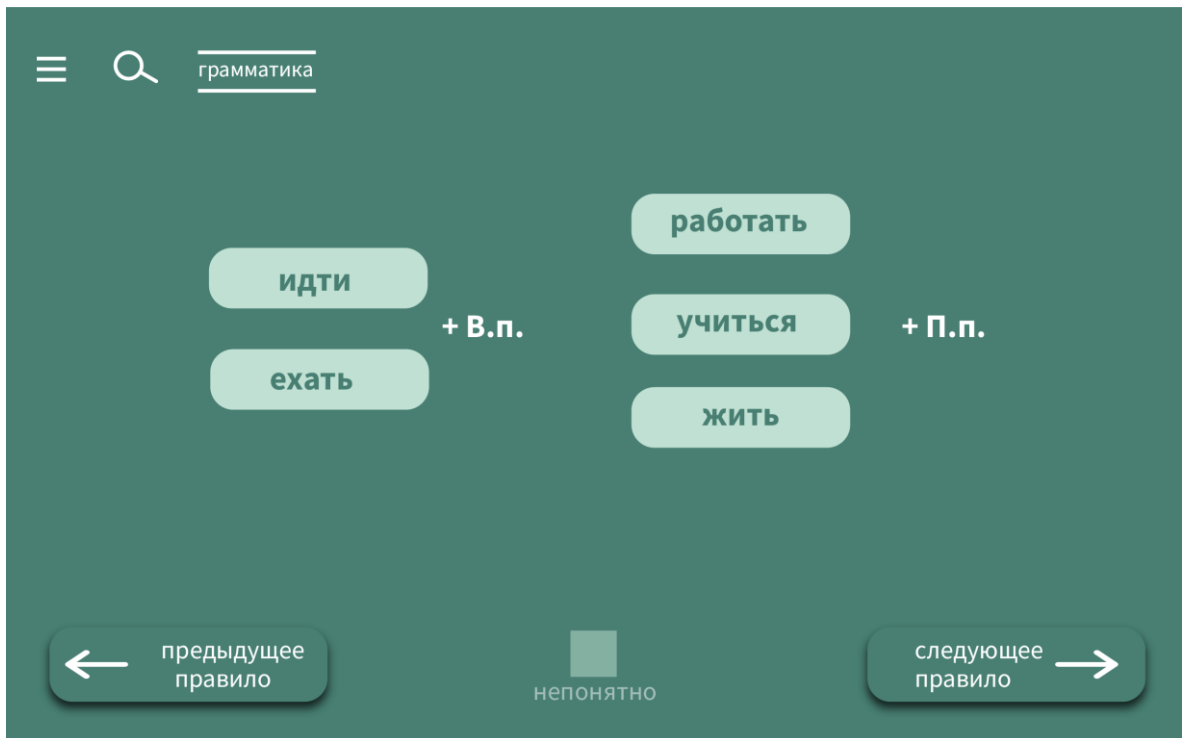 грамматика
идти
ехать
+ В.п.
работать
учиться
жить
+ П.п.
предыдущее
правило
непонятно
следующее
правило